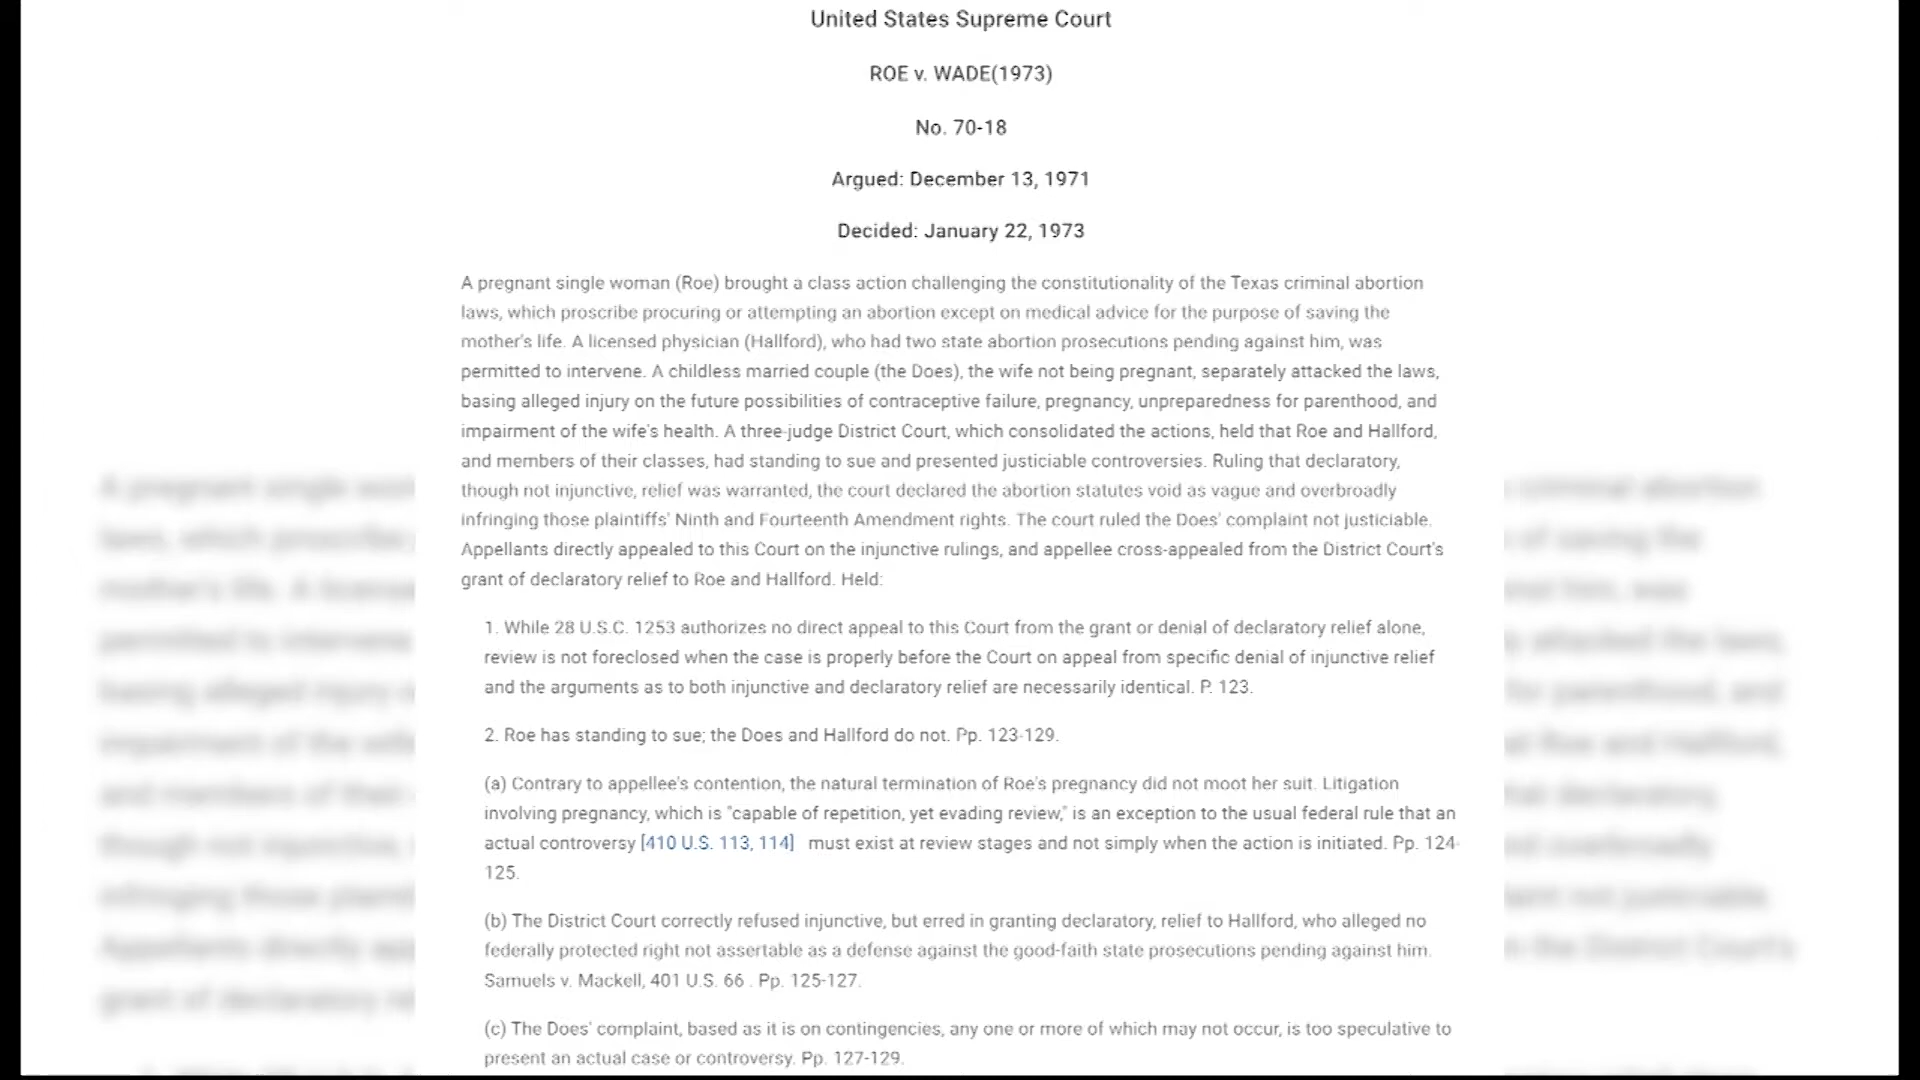 United States Supreme Court
ROE v. WADE(1973)
No. 70-18
Argued: December 13, 1971
Decided: January 22, 1973
A pregnant single woman (Roe) brought a class action challenging the constitutionality of the Texas criminal abortion
laws, which proscribe procuring or attempting an abortion except on medical advice for the purpose of saving the
mother's life. A licensed physician (Hallford), who had two state abortion prosecutions pending against him, was
permitted to intervene. A childless married couple (the Does), the wife not being pregnant, separately attacked the laws,
basing alleged injury on the future possibilities of contraceptive failure, pregnancy, unpreparedness for parenthood, and
impairment of the wife's health. A three-judge District Court, which consolidated the actions, held that Roe and Hallford,
and members of their classes, had standing to sue and presented justiciable controversies. Ruling that declaratory,
though not injunctive, relief was warranted, the court declared the abortion statutes void as vague and overbroadly
infringing those plaintiffs' Ninth and Fourteenth Amendment rights. The court ruled the Does' complaint not justiciable.
Appellants directly appealed to this Court on the injunctive rulings, and appellee cross-appealed from the District Court's
grant of declaratory relief to Roe and Hallford. Held:
1. While 28 U.S.C. 1253 authorizes no direct appeal to this Court from the grant or denial of declaratory relief alone,
review is not foreclosed when the case is properly before the Court on appeal from specific denial of injunctive relief
and the arguments as to both injunctive and declaratory relief are necessarily identical. P. 123.
2. Roe has standing to sue; the Does and Hallford do not. Pp. 123-129.
(a) Contrary to appellee's contention, the natural termination of Roe's pregnancy did not moot her suit. Litigation
involving pregnancy, which is "capable of repetition, yet evading review," is an exception to the usual federal rule that an
actual controversy [410 U.S. 113, 114] must exist at review stages and not simply when the action is initiated. Pp. 124-
125.
(b) The District Court correctly refused injunctive, but erred in granting declaratory, relief to Hallford, who alleged no
federally protected right not assertable as a defense against the good-faith state prosecutions pending against him.
Samuels v. Mackell, 401 U.S. 66 . Pp. 125-127.
(c) The Does' complaint, based as it is on contingencies, any one or more of which may not occur, is too speculative to
present an actual case or controversy. Pp. 127-129.